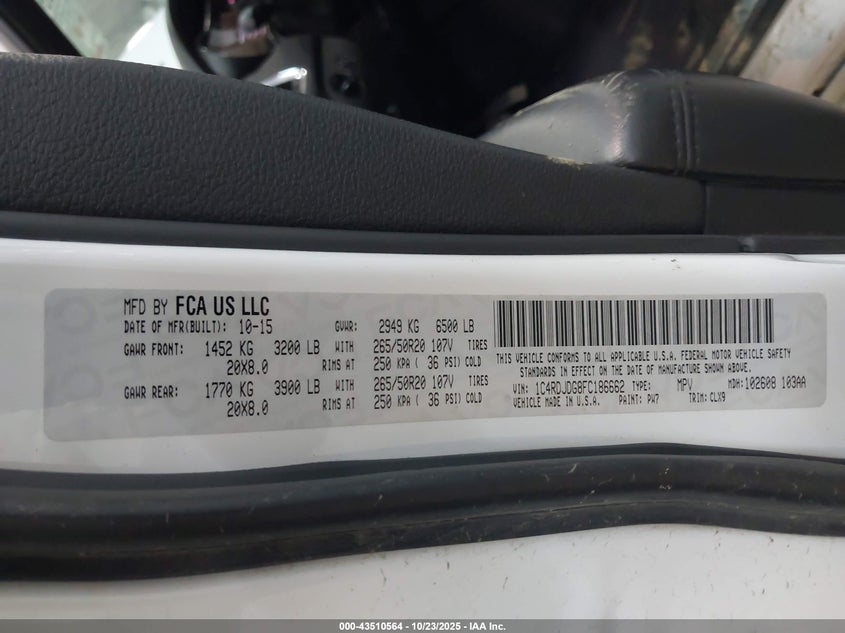 MFD BY FCA US LLC
DATE OF MFR(BUILT): 10-15 GVWR: 2949 KG 6500 LB
GAWR FRONT: 1452 KG 3200 LB WITH 265/50R20 107V TIRES
20X8.0 RIMS AT 250 KPA ( 36 PSI) COLD
GAWR REAR: 1770 KG 3900 LB WITH 265/50R20 107V TIRES
20X8.0 RIMS AT 250 KPA ( 36 PSI) COLD
THIS VEHICLE CONFORMS TO ALL APPLICABLE U.S.A. FEDERAL MOTOR VEHICLE SAFETY
STANDARDS IN EFFECT ON THE DATE OF MANUFACTURE SHOWN ABOVE.
VIN: 1C4RDJDG8FC186662 TYPE: MPV MDH: 102608 103AA
VEHICLE MADE IN U.S.A. PAINT: PW7 TRIM: CLX9
000-43510564 - 10/23/2025 - IAA Inc.